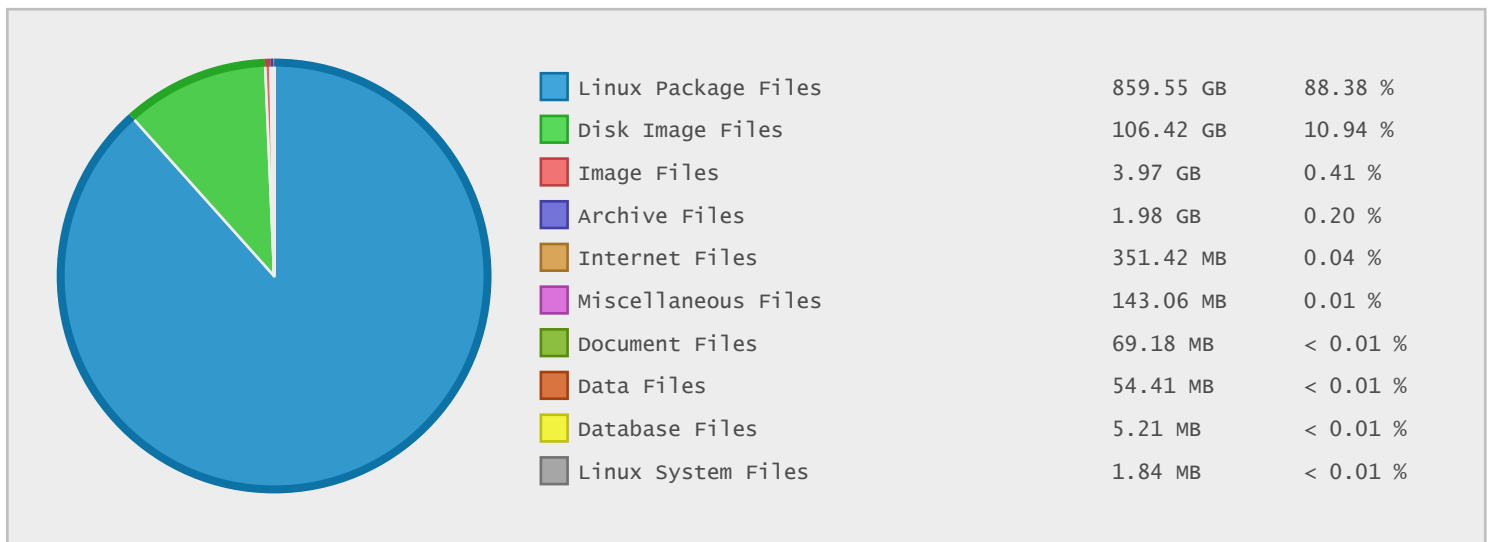 Linux Package Files 859.55 GB 88.38 %
Disk Image Files 106.42 GB 10.94 %
Image Files 3.97 GB 0.41 %
Archive Files 1.98 GB 0.20 %
Internet Files 351.42 MB 0.04 %
Miscellaneous Files 143.06 MB 0.01 %
Document Files 69.18 MB < 0.01 %
Data Files 54.41 MB < 0.01 %
Database Files 5.21 MB < 0.01 %
Linux System Files 1.84 MB < 0.01 %